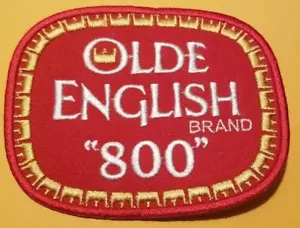 OLDE
ENGLISH
BRAND
"800"